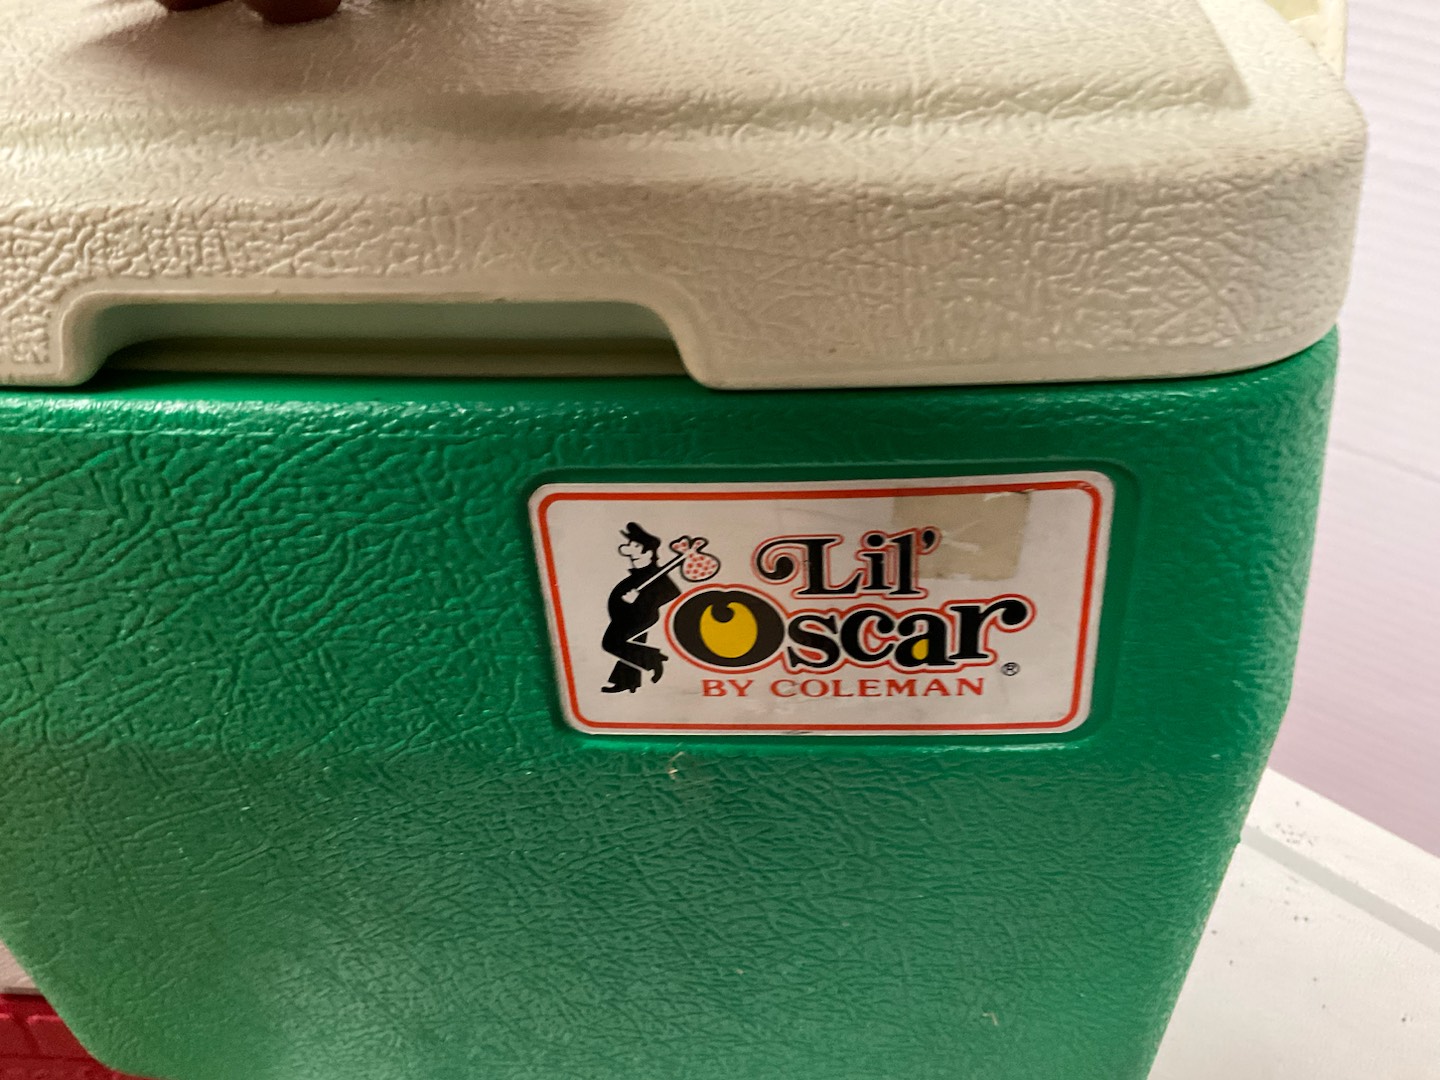 Lil'
Oscar ®
BY COLEMAN